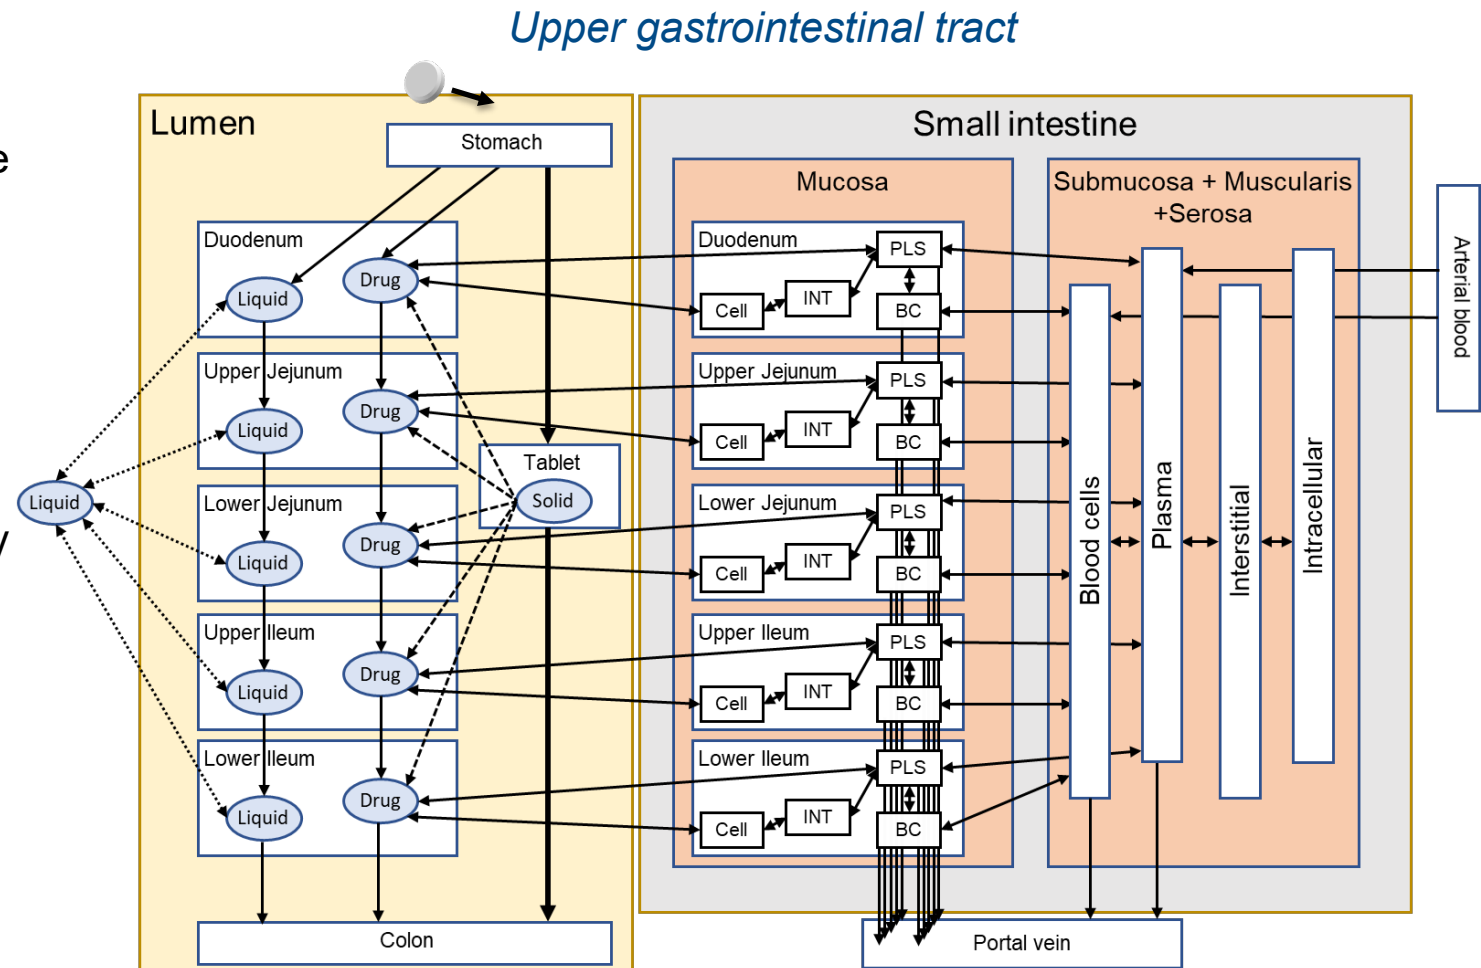 Upper gastrointestinal tract
e
y
Lumen
Stomach
Duodenum
Liquid
Drug
Upper Jejunum
Liquid
Drug
Tablet
Solid
Liquid
Lower Jejunum
Liquid
Drug
Upper Ileum
Liquid
Drug
Lower Ileum
Liquid
Drug
Colon
Small intestine
Mucosa
Duodenum
PLS
Cell
INT
BC
Upper Jejunum
PLS
Cell
INT
BC
Lower Jejunum
PLS
Cell
INT
BC
Upper Ileum
PLS
Cell
INT
BC
Lower Ileum
PLS
Cell
INT
BC
Submucosa + Muscularis
+Serosa
Blood cells
Plasma
Interstitial
Intracellular
Arterial blood
Portal vein